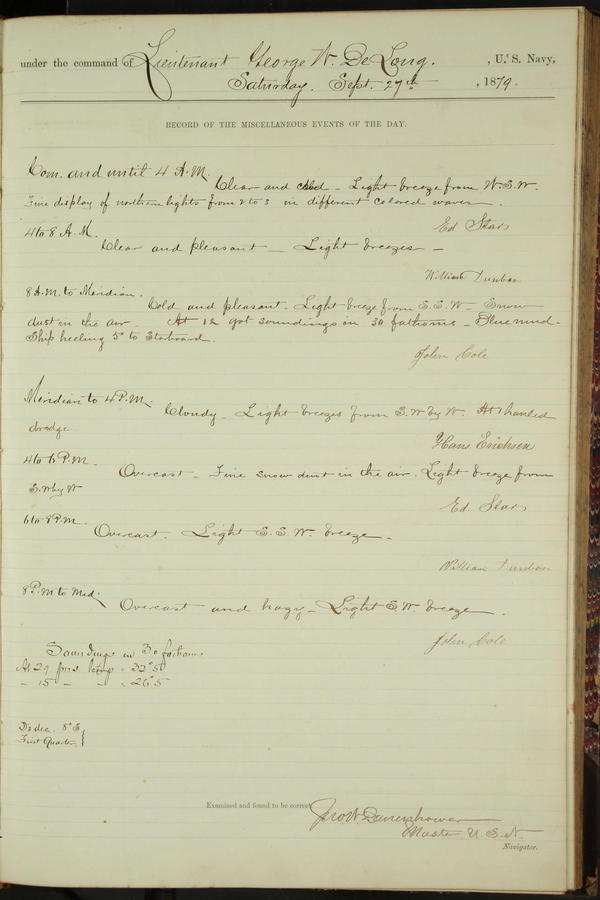 under the command of Lieutenant George W. De Long. , U. S. Navy,
Saturday. Sept. 27th , 1879.
RECORD OF THE MISCELLANEOUS EVENTS OF THE DAY.
Com. and until 4 A.M.
Clear and cold - Light breeze from W.S.W.
Fine display of northern lights from 2 to 3 in different colored waves.
Ed Starr
4 to 8 A.M.
Clear and pleasant - Light breezes -
William Dunbar
8 A.M. to Meridian.
Cold and pleasant - Light breeze from S.S.W. - Snow
dust in the air - At 12 got soundings in 30 fathoms - Blue mud -
Ship heeling 5° to Starboard.
John Cole
Meridian to 4 P.M.
Cloudy - Light breezes from S.W by W. At 1 hauled
dredge
Hans Erichsen
4 to 6 P.M.
Overcast - Fine snow dust in the air. Light breeze from
S.W by W
Ed. Starr
6 to 8 P.M.
Overcast. Light S.S.W. breeze -
William Dunbar
8 P.M to Mid.
Overcast and hazy - Light S.W. breeze.
John Cole
Soundings in 30 fathoms
At 29 fms temp = 32°5
" 15 " " = 26°5
D's dec. 8° S
First Quarter
Examined and found to be correct.
Jno W. Danenhower
Master U.S.N.
Navigator.